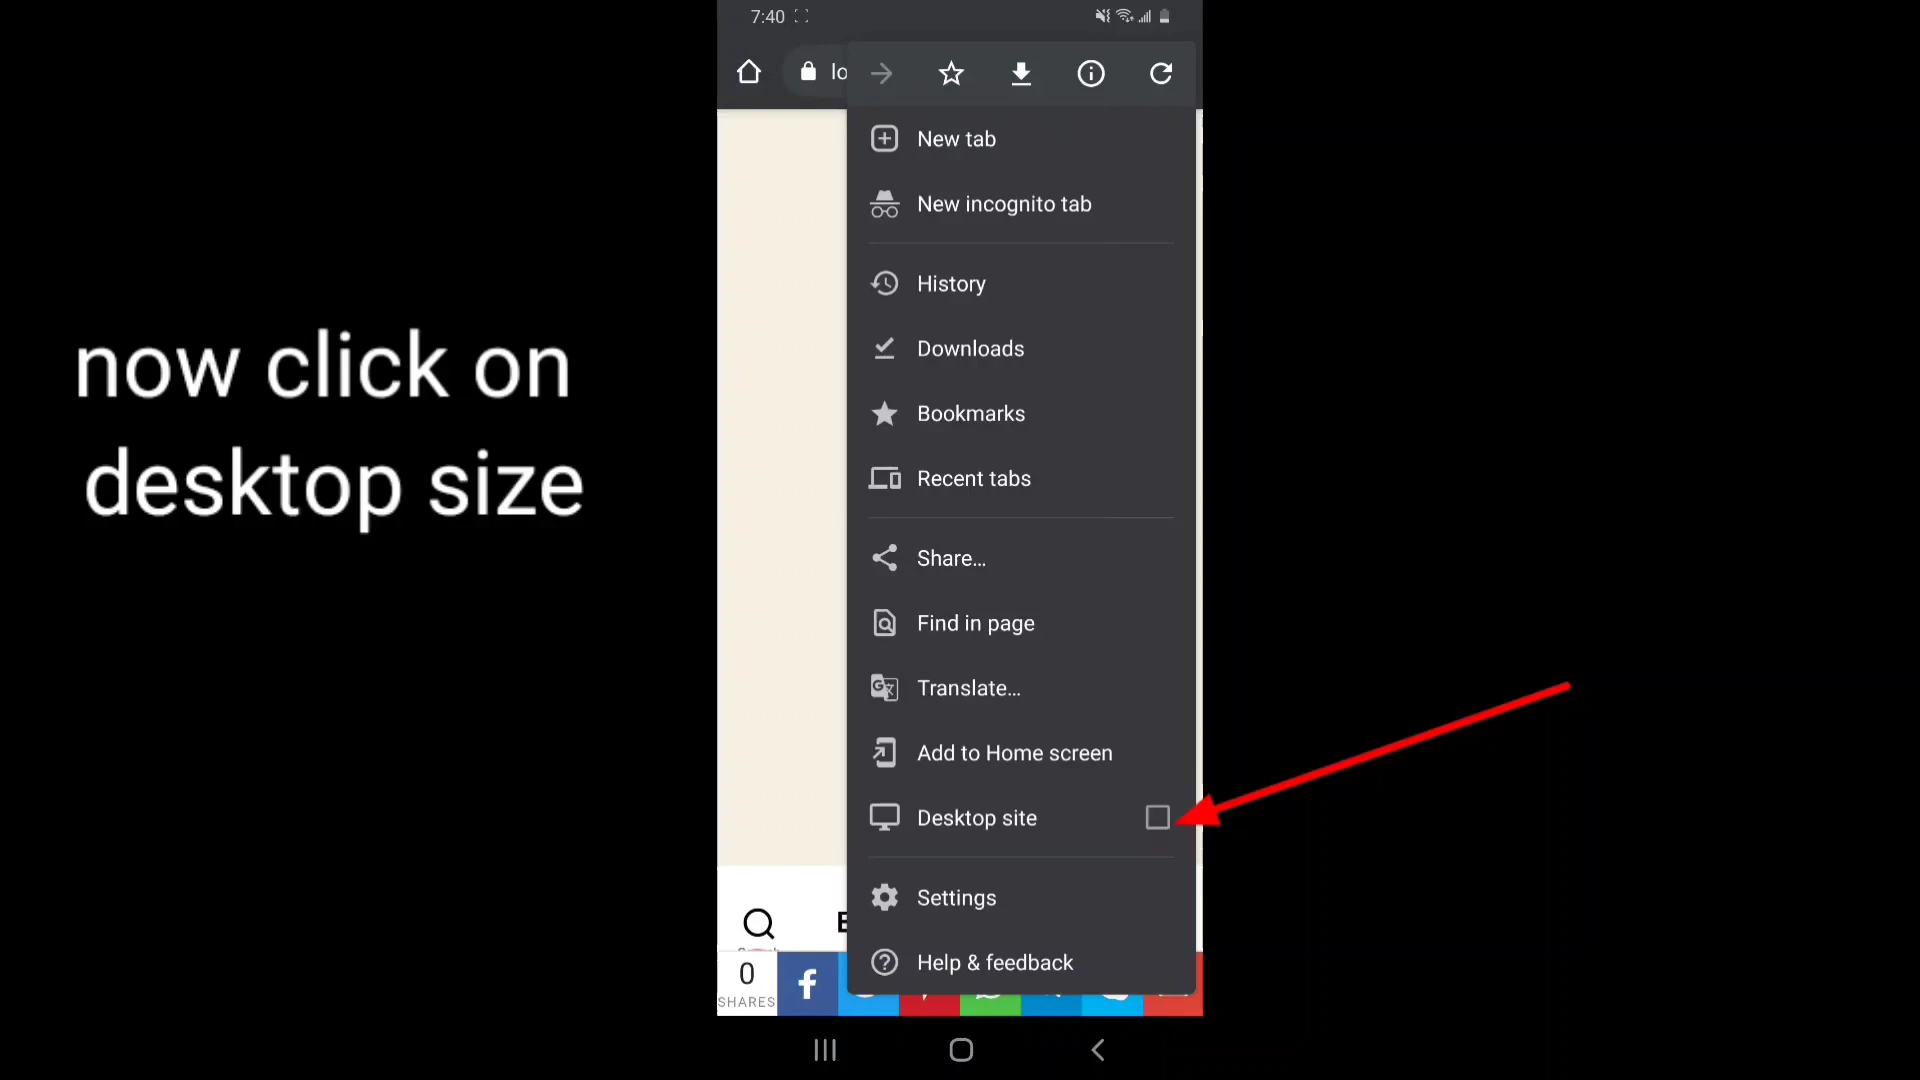 7:40
lo
New tab
New incognito tab
History
Downloads
Bookmarks
Recent tabs
Share...
Find in page
Translate...
Add to Home screen
Desktop site
Settings
Help & feedback
now click on
desktop size
0
SHARES